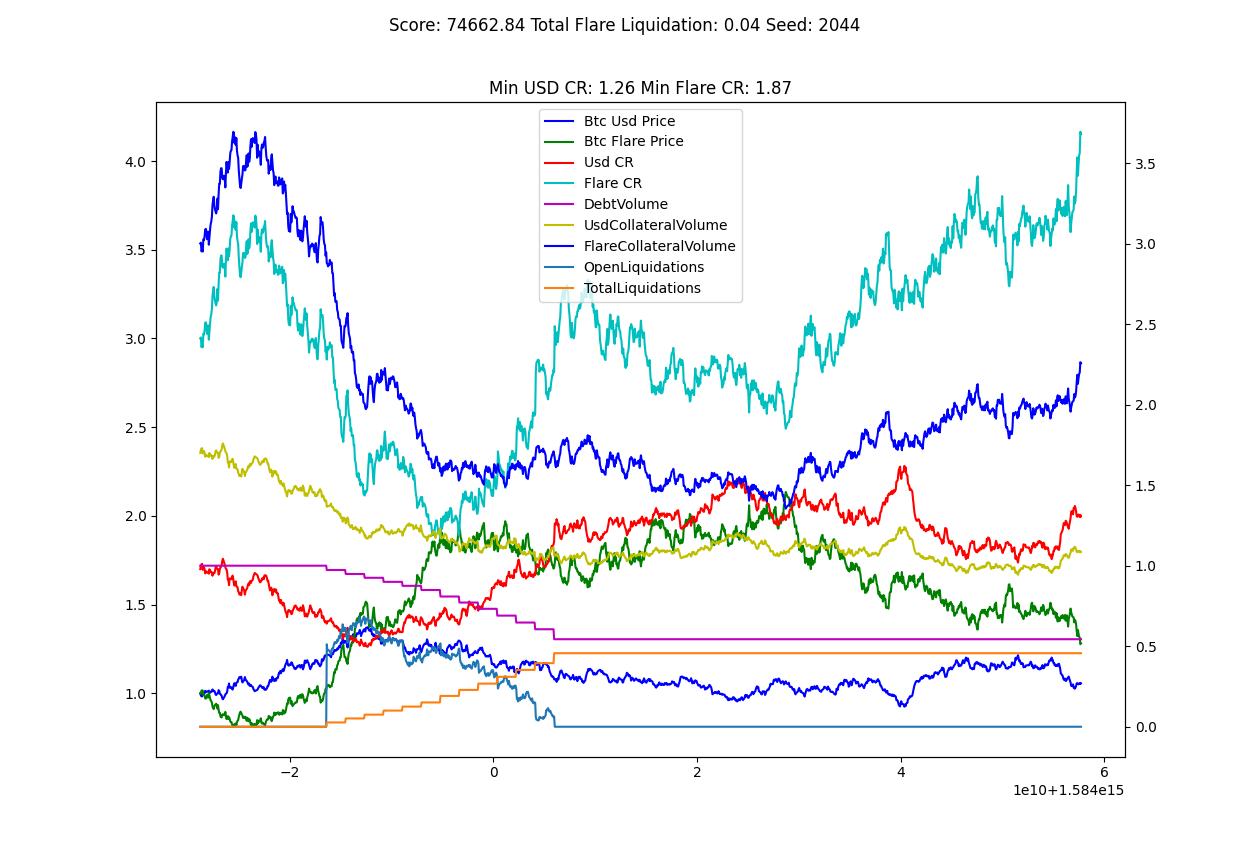 Score: 74662.84 Total Flare Liquidation: 0.04 Seed: 2044
Min USD CR: 1.26 Min Flare CR: 1.87
Btc Usd Price
Btc Flare Price
Usd CR
Flare CR
DebtVolume
UsdCollateralVolume
FlareCollateralVolume
OpenLiquidations
TotalLiquidations
4.0
3.5
3.0
2.5
2.0
1.5
1.0
3.5
3.0
2.5
2.0
1.5
1.0
0.5
0.0
−2 0 2 4 6
1e10+1.584e15